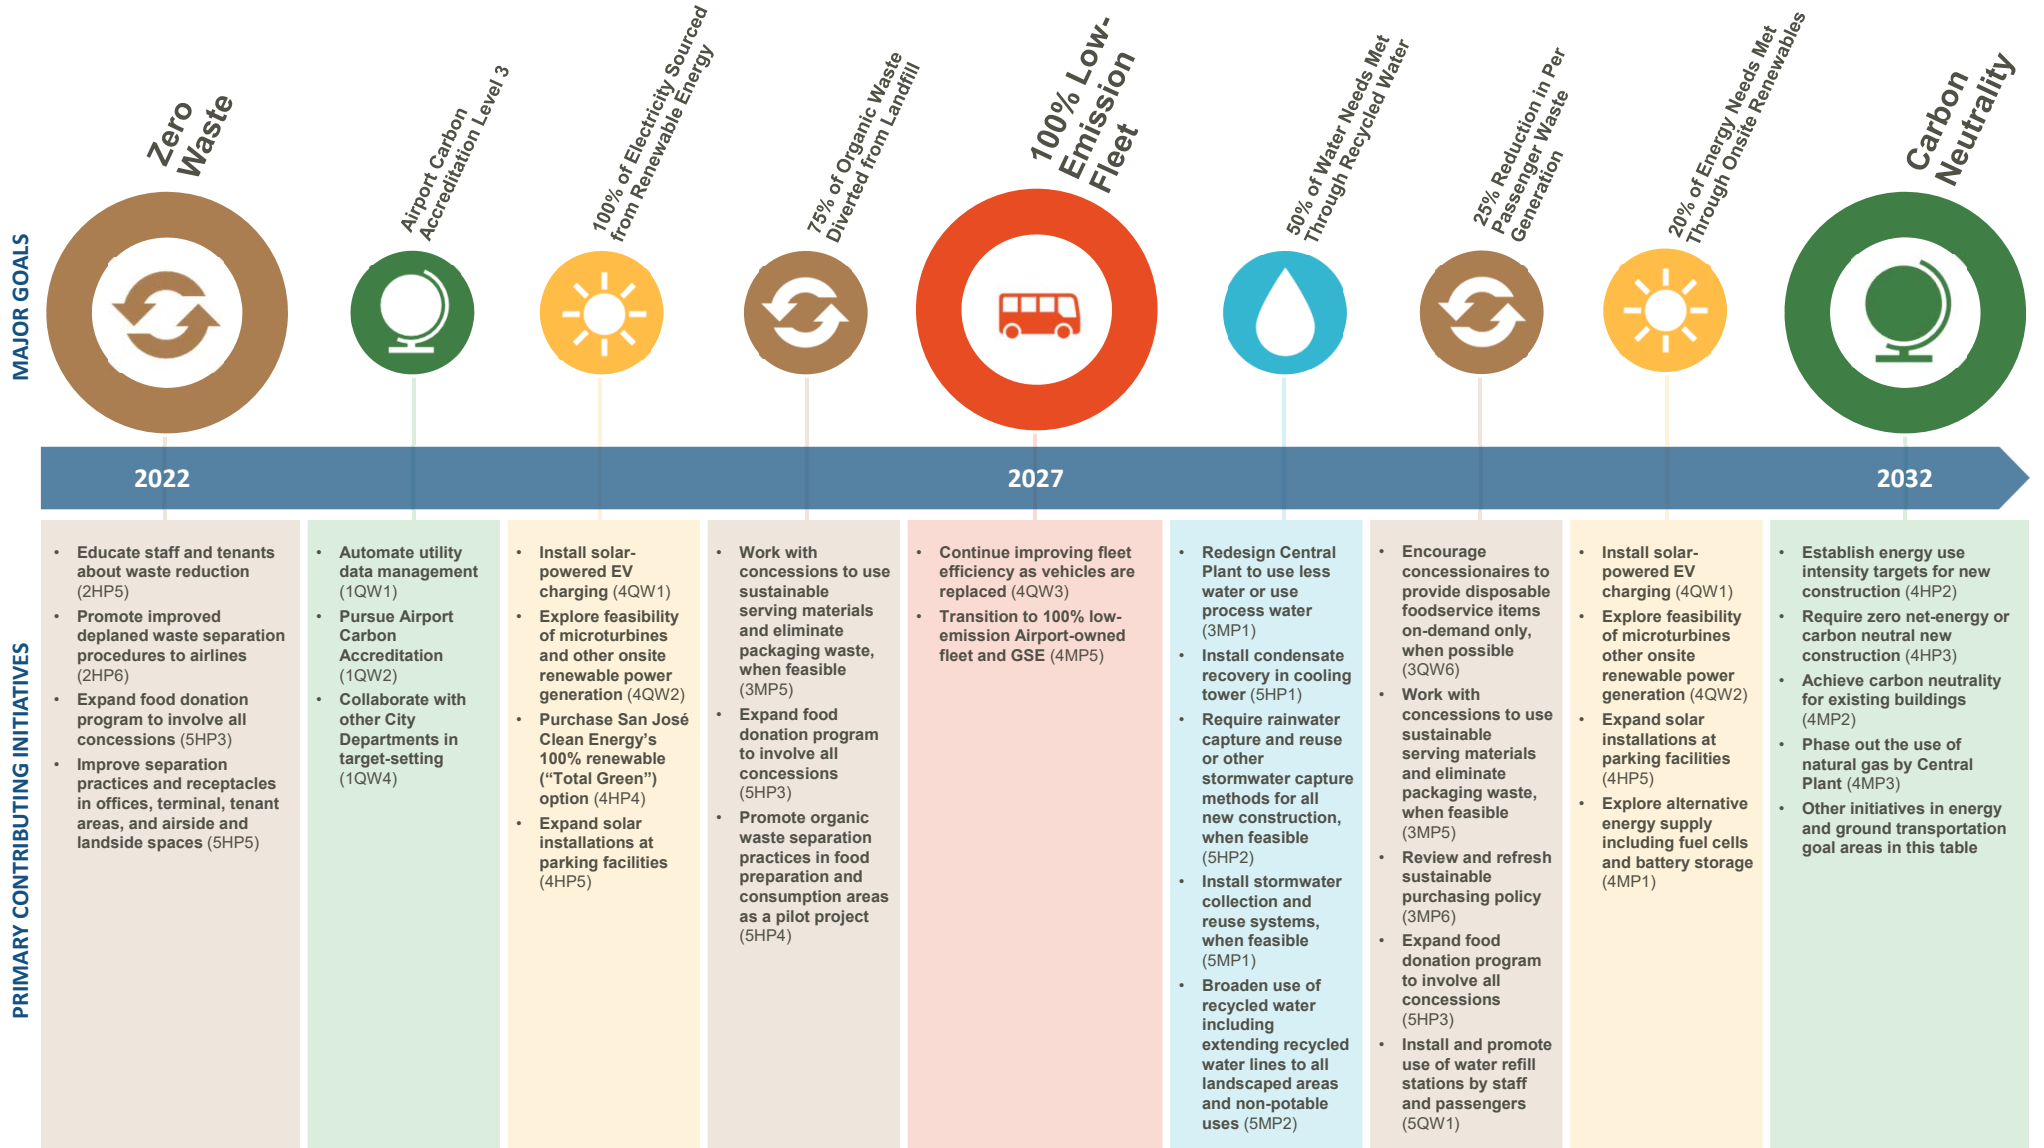 MAJOR GOALS
Zero
Waste
Airport Carbon
Accreditation Level 3
100% of Electricity Sourced
from Renewable Energy
75% of Organic Waste
Diverted from Landfill
100% Low-
Emission
Fleet
50% of Water Needs Met
Through Recycled Water
25% Reduction in Per
Passenger Waste
Generation
20% of Energy Needs Met
Through Onsite Renewables
Carbon
Neutrality
2022
2027
2032
PRIMARY CONTRIBUTING INITIATIVES
• Educate staff and tenants
about waste reduction
(2HP5)
• Promote improved
deplaned waste separation
procedures to airlines
(2HP6)
• Expand food donation
program to involve all
concessions (5HP3)
• Improve separation
practices and receptacles
in offices, terminal, tenant
areas, and airside and
landside spaces (5HP5)
• Automate utility
data management
(1QW1)
• Pursue Airport
Carbon
Accreditation
(1QW2)
• Collaborate with
other City
Departments in
target-setting
(1QW4)
• Install solar-
powered EV
charging (4QW1)
• Explore feasibility
of microturbines
and other onsite
renewable power
generation (4QW2)
• Purchase San José
Clean Energy’s
100% renewable
(“Total Green”)
option (4HP4)
• Expand solar
installations at
parking facilities
(4HP5)
• Work with
concessions to use
sustainable
serving materials
and eliminate
packaging waste,
when feasible
(3MP5)
• Expand food
donation program
to involve all
concessions
(5HP3)
• Promote organic
waste separation
practices in food
preparation and
consumption areas
as a pilot project
(5HP4)
• Continue improving fleet
efficiency as vehicles are
replaced (4QW3)
• Transition to 100% low-
emission Airport-owned
fleet and GSE (4MP5)
• Redesign Central
Plant to use less
water or use
process water
(3MP1)
• Install condensate
recovery in cooling
tower (5HP1)
• Require rainwater
capture and reuse
or other
stormwater capture
methods for all
new construction,
when feasible
(5HP2)
• Install stormwater
collection and
reuse systems,
when feasible
(5MP1)
• Broaden use of
recycled water
including
extending recycled
water lines to all
landscaped areas
and non-potable
uses (5MP2)
• Encourage
concessionaires to
provide disposable
foodservice items
on-demand only,
when possible
(3QW6)
• Work with
concessions to use
sustainable
serving materials
and eliminate
packaging waste,
when feasible
(3MP5)
• Review and refresh
sustainable
purchasing policy
(3MP6)
• Expand food
donation program
to involve all
concessions
(5HP3)
• Install and promote
use of water refill
stations by staff
and passengers
(5QW1)
• Install solar-
powered EV
charging (4QW1)
• Explore feasibility
of microturbines
other onsite
renewable power
generation (4QW2)
• Expand solar
installations at
parking facilities
(4HP5)
• Explore alternative
energy supply
including fuel cells
and battery storage
(4MP1)
• Establish energy use
intensity targets for new
construction (4HP2)
• Require zero net-energy or
carbon neutral new
construction (4HP3)
• Achieve carbon neutrality
for existing buildings
(4MP2)
• Phase out the use of
natural gas by Central
Plant (4MP3)
• Other initiatives in energy
and ground transportation
goal areas in this table